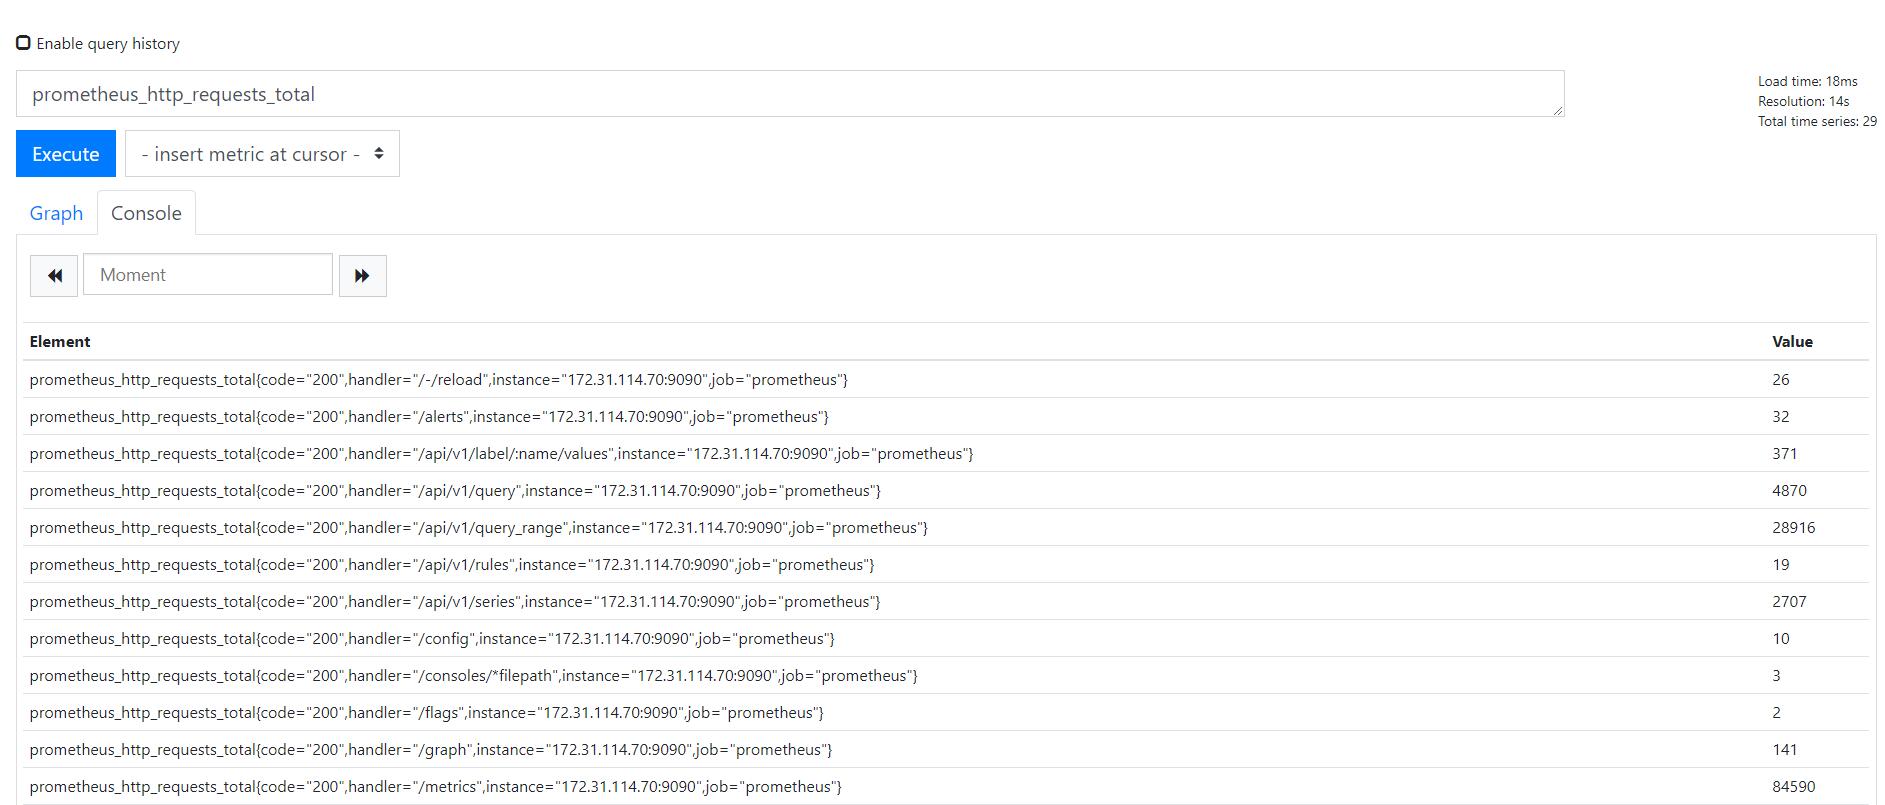 Enable query history
prometheus_http_requests_total
Load time: 18ms
Resolution: 14s
Total time series: 29
Execute
- insert metric at cursor -
Graph Console
Moment
Element Value
prometheus_http_requests_total{code="200",handler="/-/reload",instance="172.31.114.70:9090",job="prometheus"} 26
prometheus_http_requests_total{code="200",handler="/alerts",instance="172.31.114.70:9090",job="prometheus"} 32
prometheus_http_requests_total{code="200",handler="/api/v1/label/:name/values",instance="172.31.114.70:9090",job="prometheus"} 371
prometheus_http_requests_total{code="200",handler="/api/v1/query",instance="172.31.114.70:9090",job="prometheus"} 4870
prometheus_http_requests_total{code="200",handler="/api/v1/query_range",instance="172.31.114.70:9090",job="prometheus"} 28916
prometheus_http_requests_total{code="200",handler="/api/v1/rules",instance="172.31.114.70:9090",job="prometheus"} 19
prometheus_http_requests_total{code="200",handler="/api/v1/series",instance="172.31.114.70:9090",job="prometheus"} 2707
prometheus_http_requests_total{code="200",handler="/config",instance="172.31.114.70:9090",job="prometheus"} 10
prometheus_http_requests_total{code="200",handler="/consoles/*filepath",instance="172.31.114.70:9090",job="prometheus"} 3
prometheus_http_requests_total{code="200",handler="/flags",instance="172.31.114.70:9090",job="prometheus"} 2
prometheus_http_requests_total{code="200",handler="/graph",instance="172.31.114.70:9090",job="prometheus"} 141
prometheus_http_requests_total{code="200",handler="/metrics",instance="172.31.114.70:9090",job="prometheus"} 84590